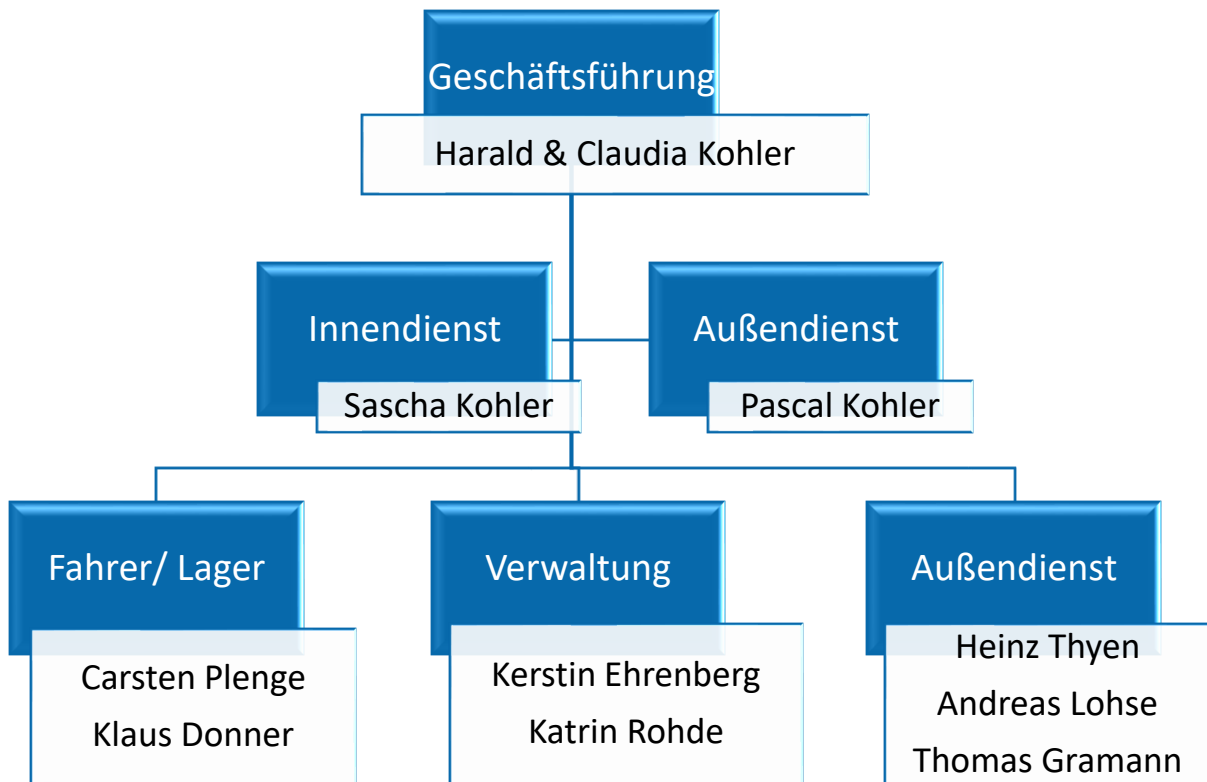 Geschäftsführung
Harald & Claudia Kohler
Innendienst
Sascha Kohler
Außendienst
Pascal Kohler
Fahrer/ Lager
Carsten Plenge
Klaus Donner
Verwaltung
Kerstin Ehrenberg
Katrin Rohde
Außendienst
Heinz Thyen
Andreas Lohse
Thomas Gramann